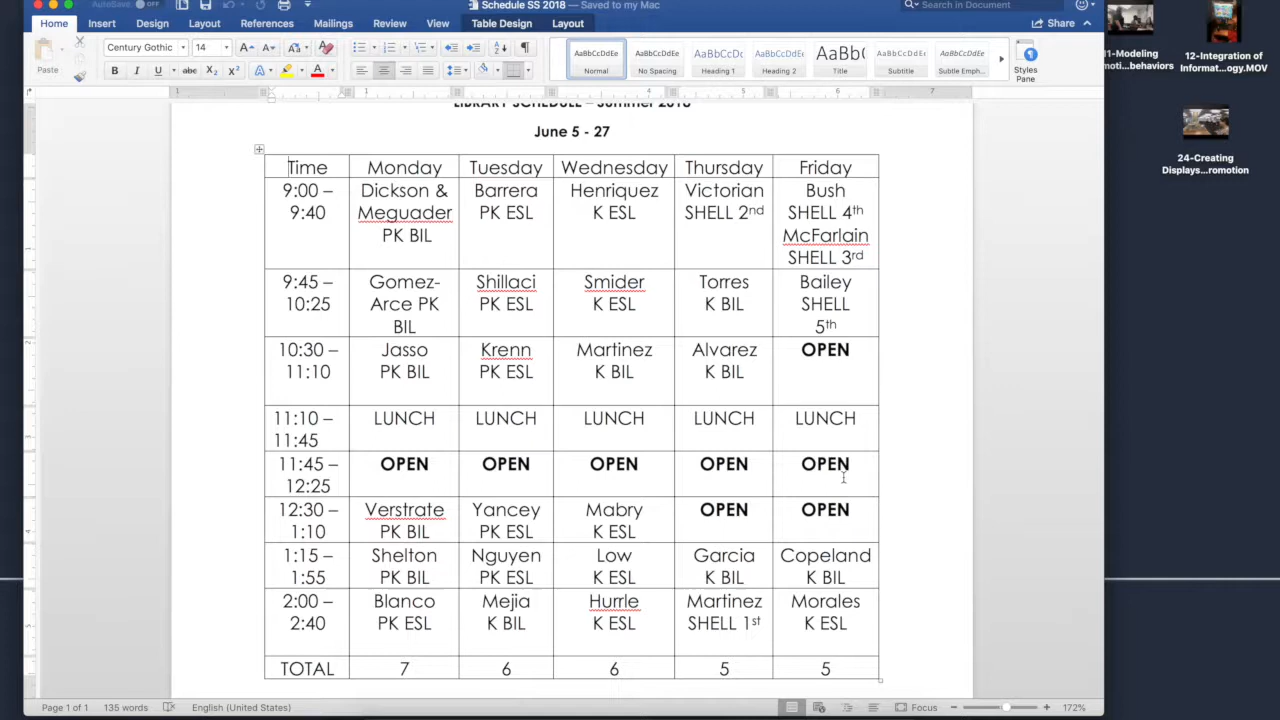 AutoSave OFF Schedule SS 2018 — Saved to my Mac Search in Document
Home Insert Draw Design Layout References Mailings Review View Table Design Layout Share
Paste Century Gothic 14 AaBbCcDdEe Normal AaBbCcDdEe No Spacing AaBbCcDc Heading 1 AaBbCcDdEe Heading 2 AaBbC Title AaBbCcDdEe Subtitle AaBbCcDdEe Subtle Emph... Styles Pane
LIBRARY SCHEDULE – Summer 2018
June 5 - 27
Time Monday Tuesday Wednesday Thursday Friday
9:00 – Dickson & Barrera Henriquez Victorian Bush
9:40 Meguader PK ESL K ESL SHELL 2nd SHELL 4th
PK BIL McFarlain
SHELL 3rd
9:45 – Gomez- Shillaci Smider Torres Bailey
10:25 Arce PK PK ESL K ESL K BIL SHELL
BIL 5th
10:30 – Jasso Krenn Martinez Alvarez OPEN
11:10 PK BIL PK ESL K BIL K BIL
11:10 – LUNCH LUNCH LUNCH LUNCH LUNCH
11:45
11:45 – OPEN OPEN OPEN OPEN OPEN
12:25
12:30 – Verstrate Yancey Mabry OPEN OPEN
1:10 PK BIL PK ESL K ESL
1:15 – Shelton Nguyen Low Garcia Copeland
1:55 PK BIL PK ESL K ESL K BIL K BIL
2:00 – Blanco Mejia Hurrle Martinez Morales
2:40 PK ESL K BIL K ESL SHELL 1st K ESL
TOTAL 7 6 6 5 5
Page 1 of 1 135 words English (United States) Focus 172%
11-Modeling
...behaviors
12-Integration of
Informat...ogy.MOV
24-Creating
Displays...romotion